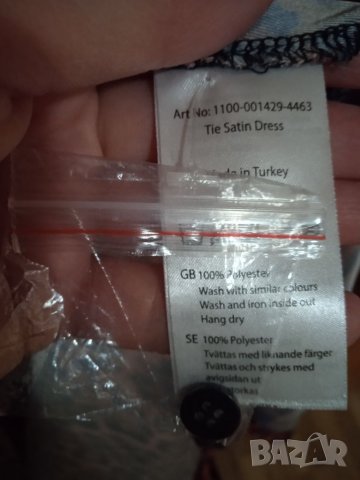 Art No: 1100-001429-4463
Tie Satin Dress
in Turkey
GB 100% Polyester
Wash with similar colours
Wash and iron inside out
Hang dry
SE 100% Polyester
Tvättas med liknande färger
Tvättas och strykes med
avigsidan ut
BAZAR
bg